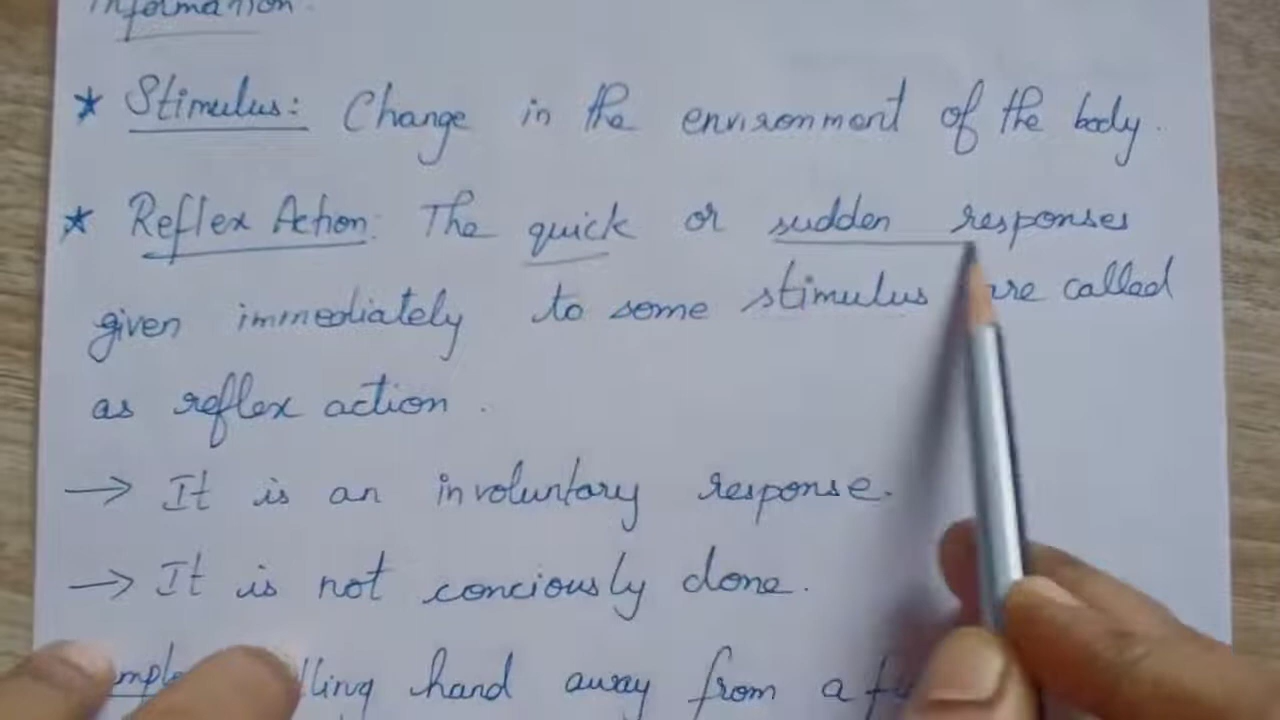 information.
★ Stimulus: Change in the environment of the body.
★ Reflex Action: The quick or sudden responses
given immediately to some stimulus are called
as reflex action.
→ It is an involuntary response.
→ It is not conciously done.
hand away from a